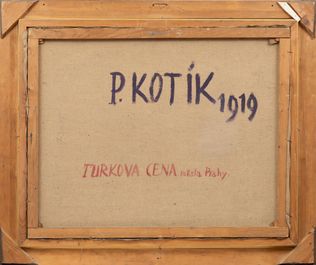 P. KOTÍK 1919
TURKOVA CENA města Prahy.